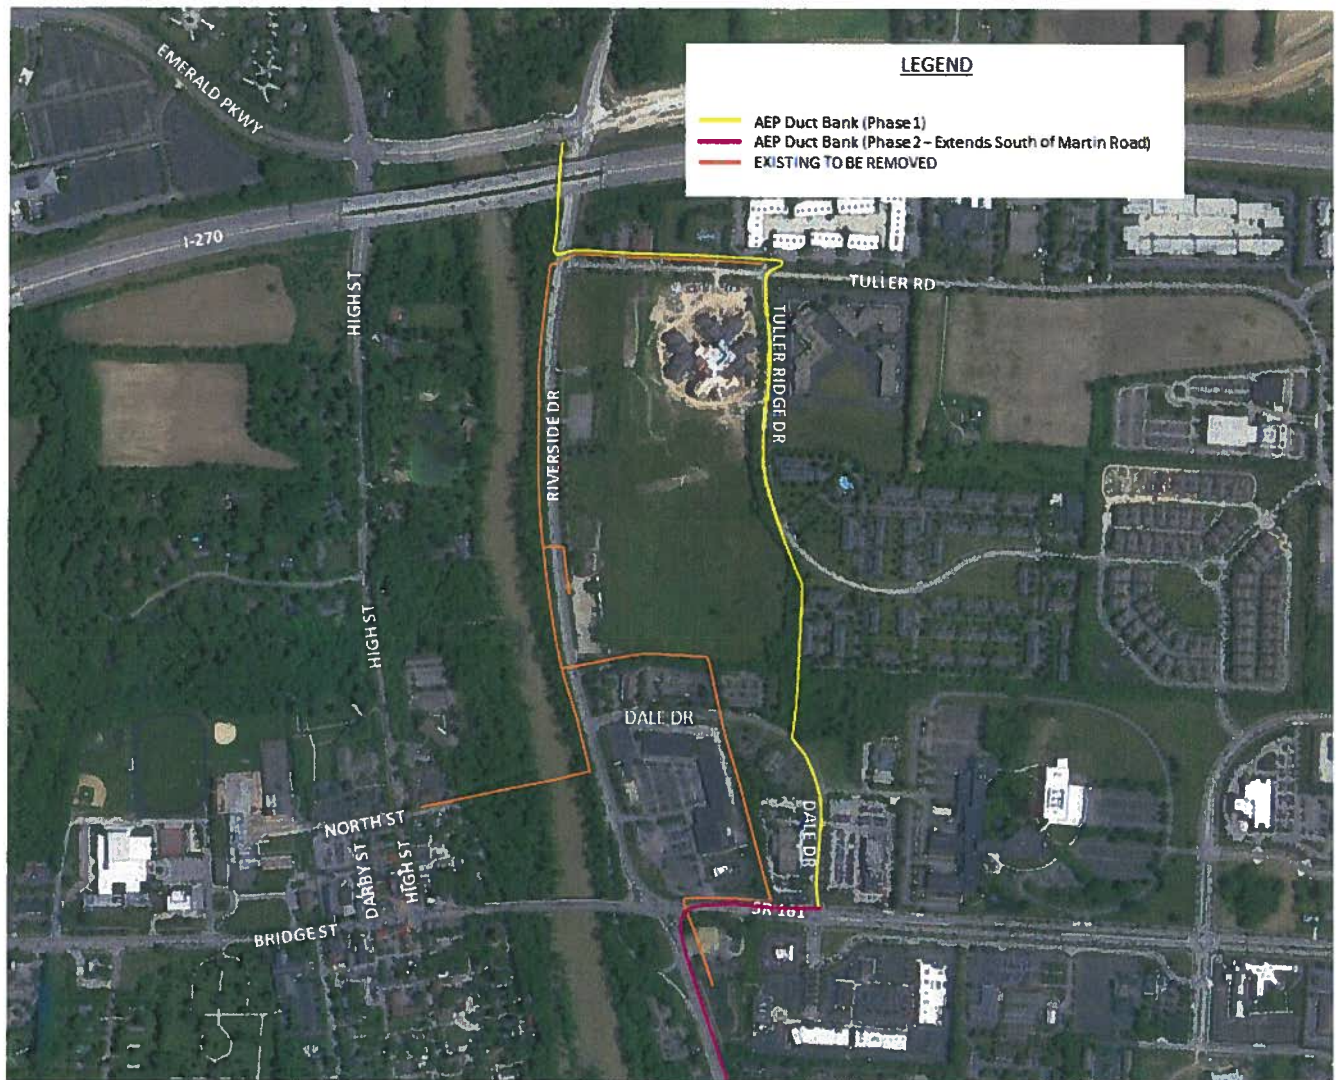 LEGEND
AEP Duct Bank (Phase 1)
AEP Duct Bank (Phase 2 – Extends South of Martin Road)
EXISTING TO BE REMOVED
EMERALD PKWY
I-270
HIGH ST
TULLER RD
TULLER RIDGE DR
RIVERSIDE DR
HIGH ST
DALE DR
DALE DR
NORTH ST
DARBY ST
HIGH ST
SR 161
BRIDGE ST